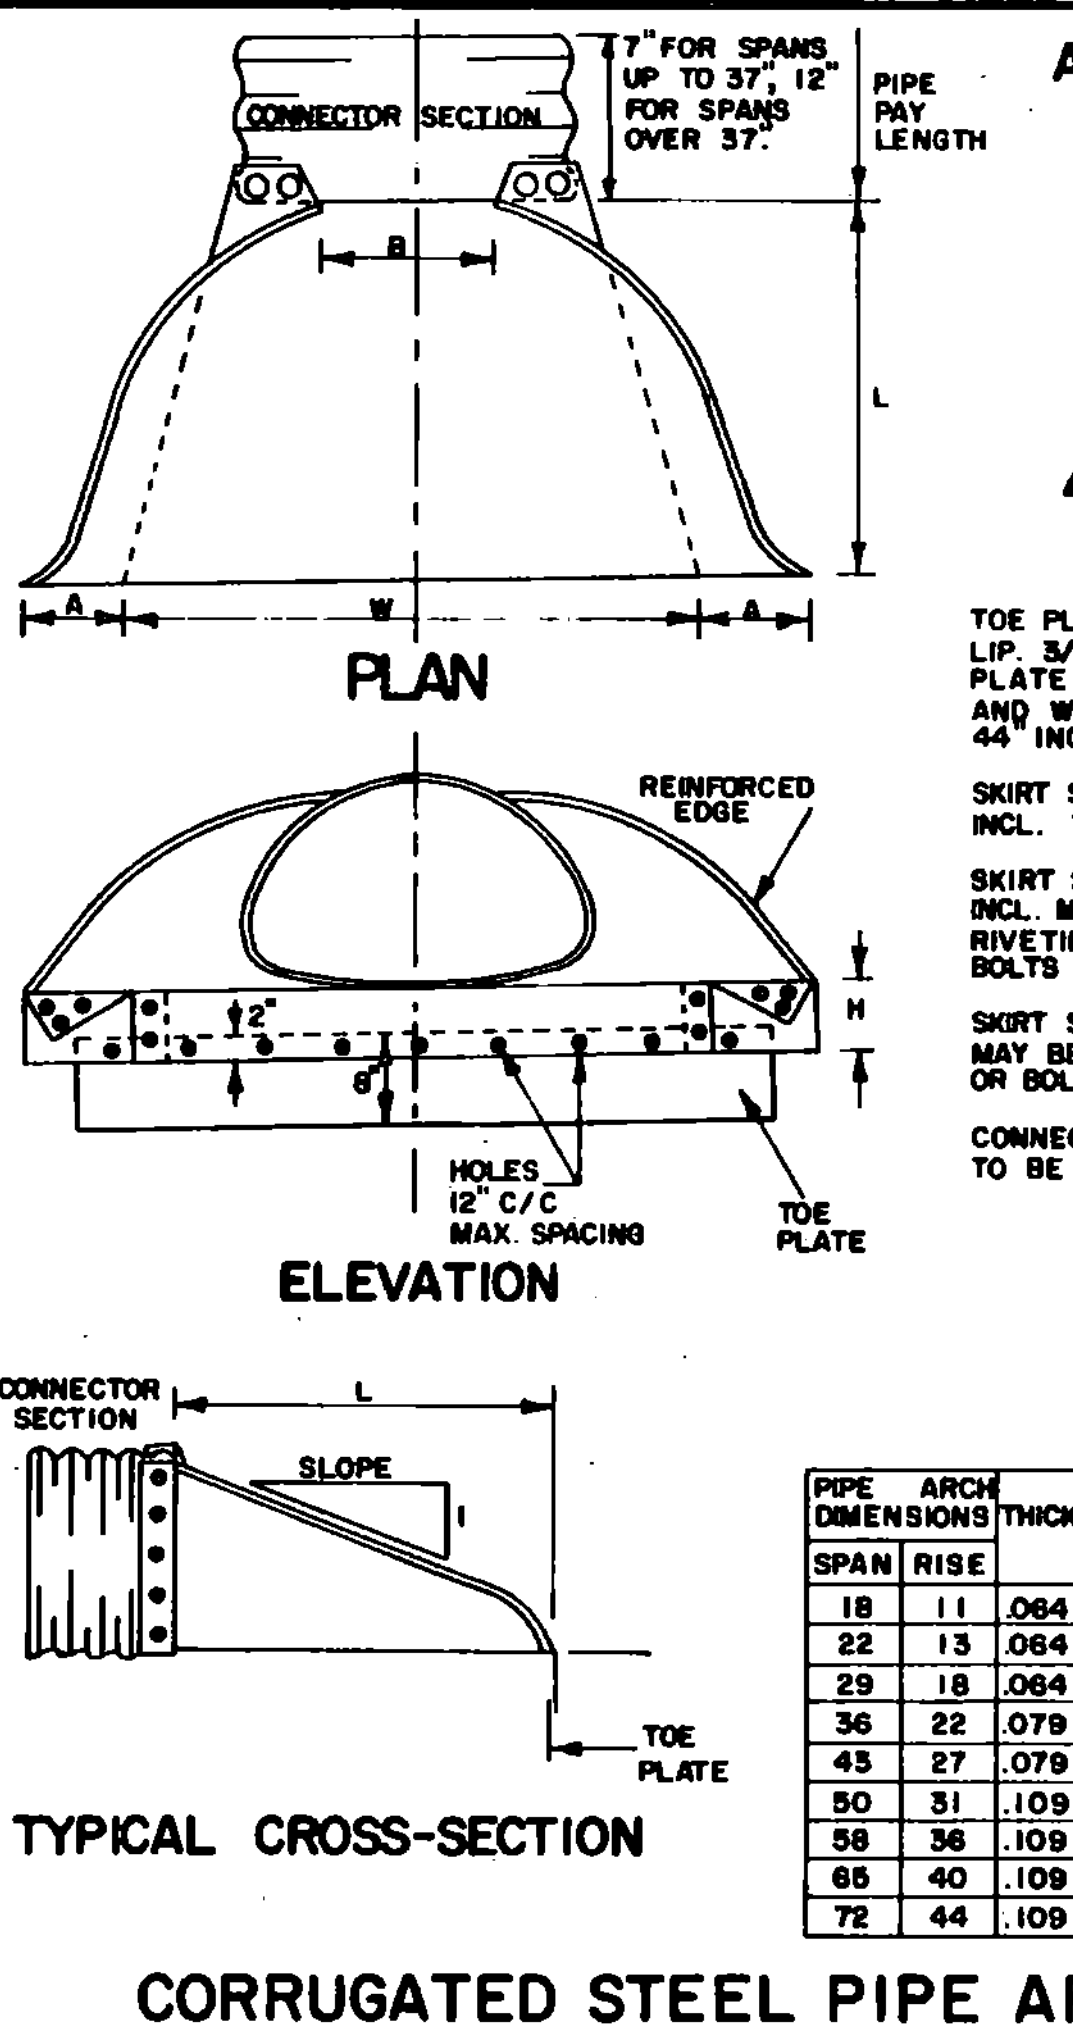 7" FOR SPANS
UP TO 37", 12"
FOR SPANS
OVER 37".
PIPE
PAY
LENGTH
CONNECTOR SECTION
B
L
A
W
A
PLAN
TOE PL
LIP. 3/
PLATE
AND W
44" INC
REINFORCED
EDGE
SKIRT S
INCL.
SKIRT S
INCL. M
RIVETI
BOLTS
SKIRT S
MAY BE
OR BOL
CONNEC
TO BE
2"
8"
H
HOLES
12" C/C
MAX. SPACING
TOE
PLATE
ELEVATION
CONNECTOR
SECTION
L
SLOPE
1
TOE
PLATE
TYPICAL CROSS-SECTION
PIPE ARCH
DIMENSIONS THICK
SPAN RISE
18 11 .064
22 13 .064
29 18 .064
36 22 .079
43 27 .079
50 31 .109
58 36 .109
65 40 .109
72 44 .109
CORRUGATED STEEL PIPE A